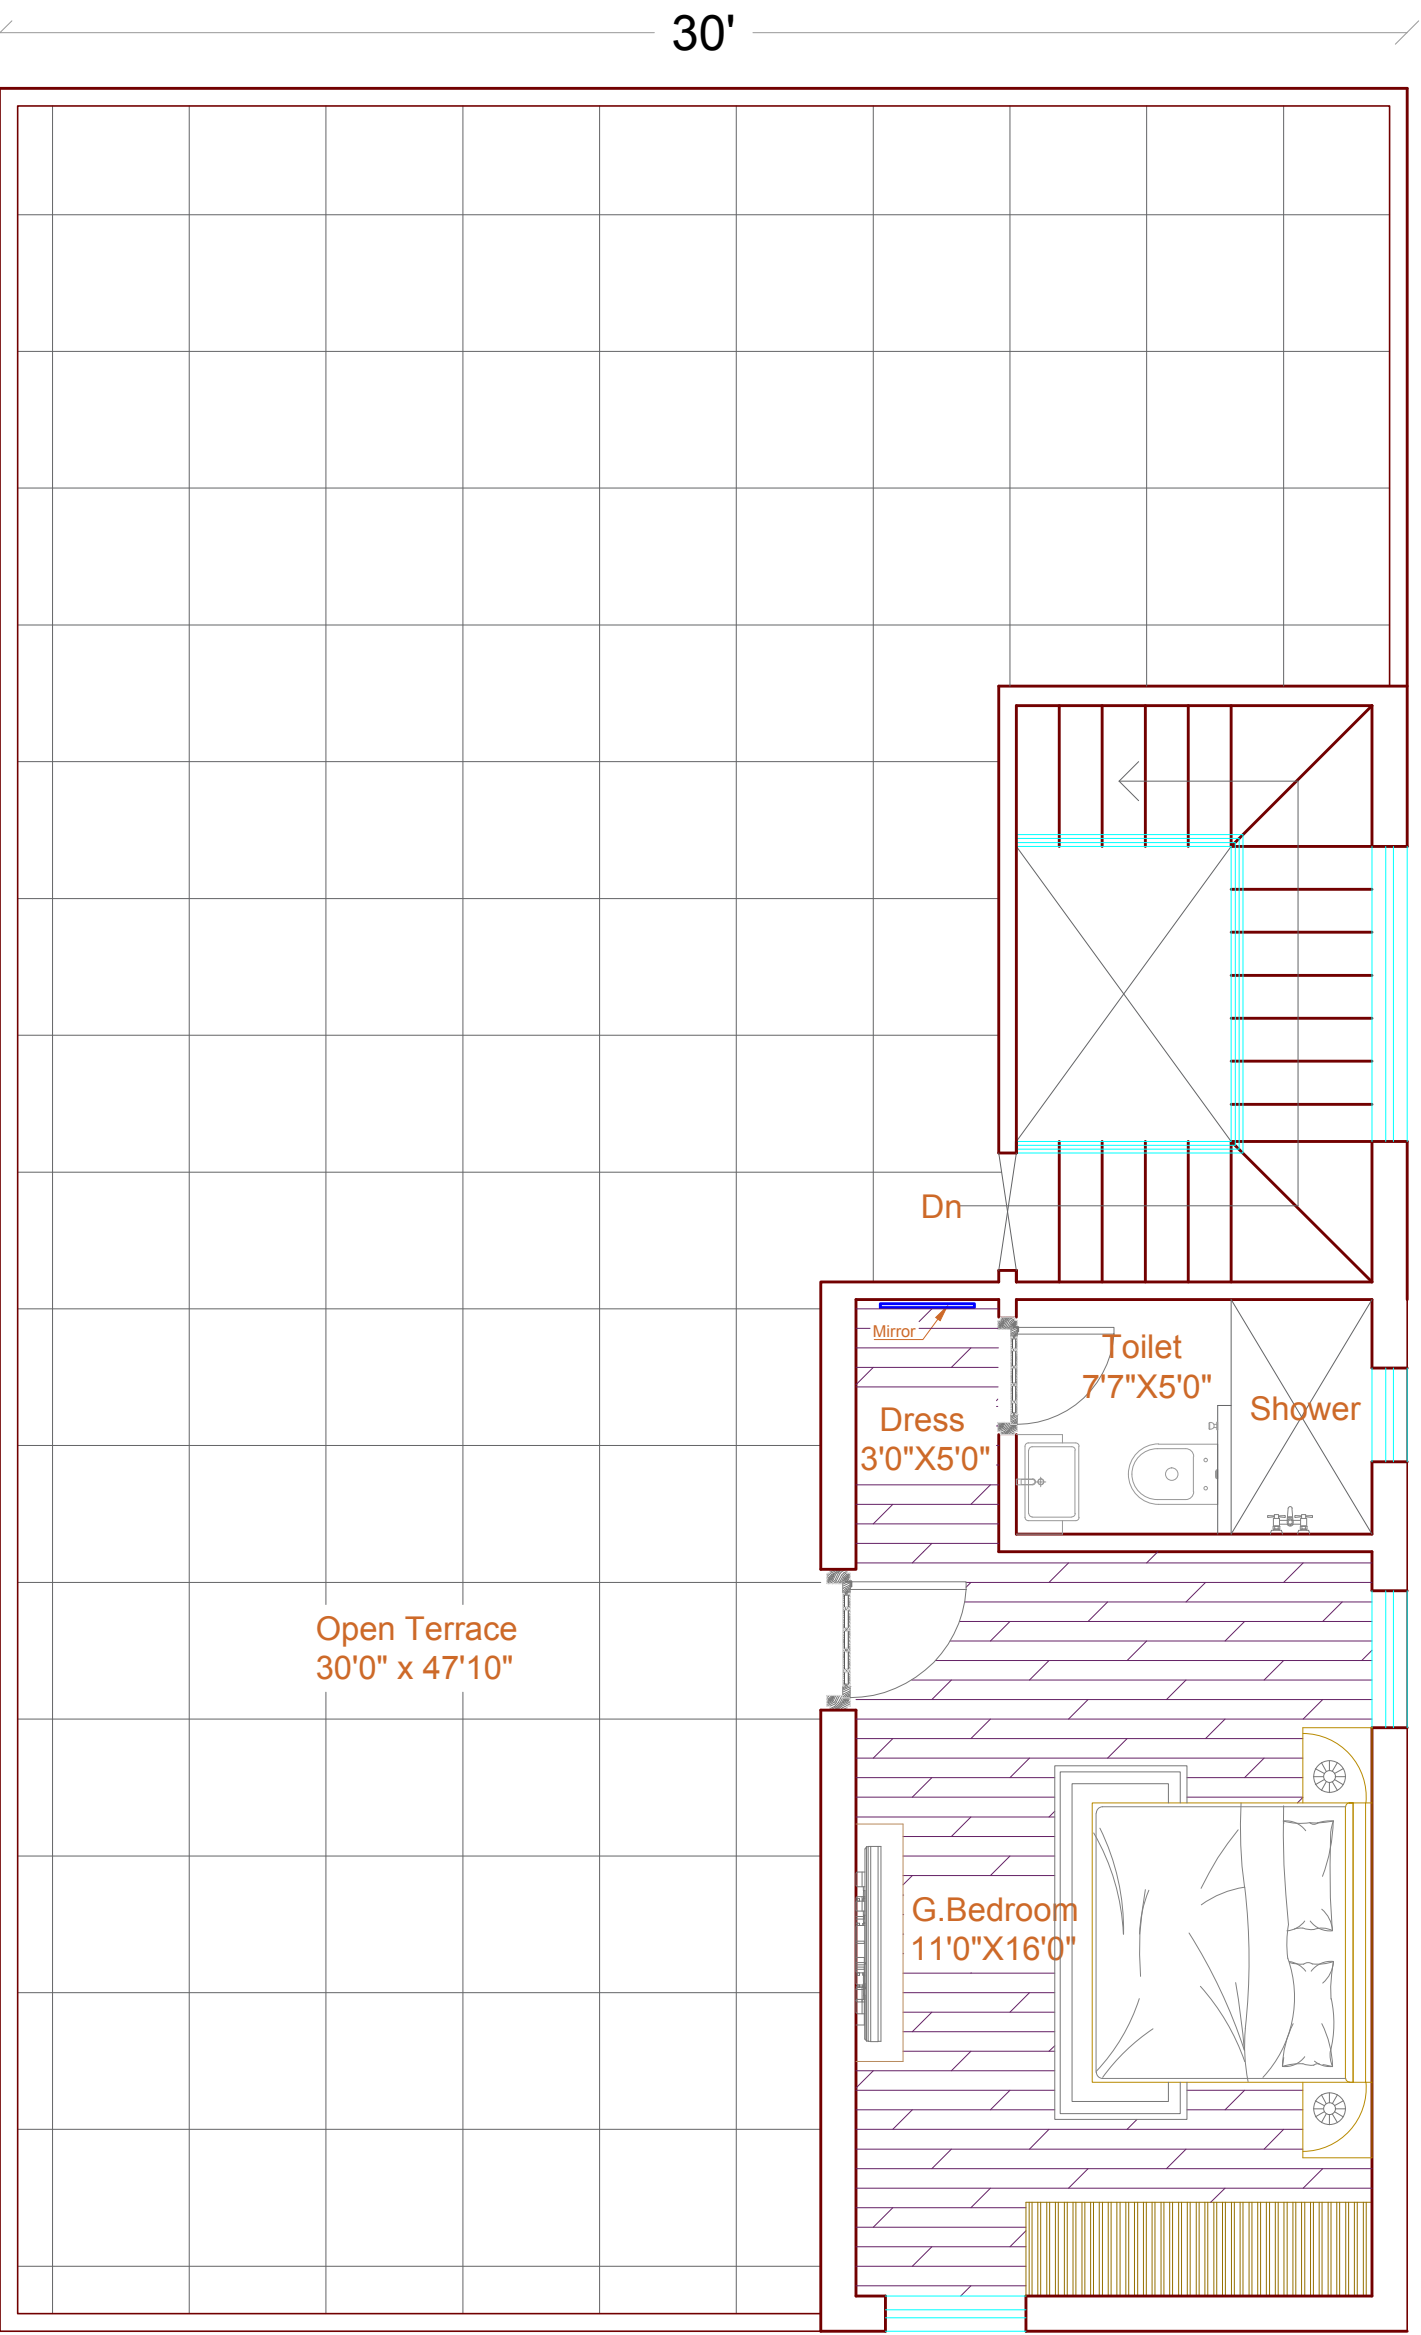 30'
Dn
Mirror
Toilet
7'7"X5'0"
Shower
Dress
3'0"X5'0"
Open Terrace
30'0" x 47'10"
G.Bedroom
11'0"X16'0"